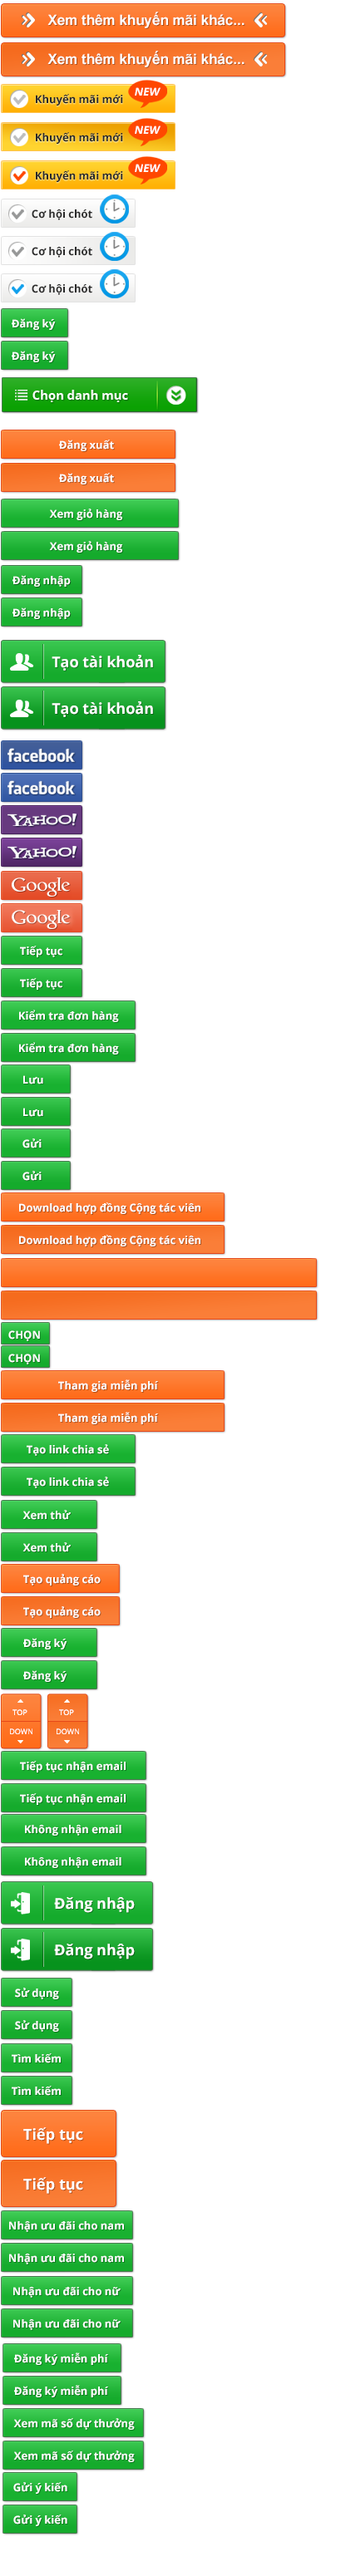 Xem thêm khuyến mãi khác...
Xem thêm khuyến mãi khác...
Khuyến mãi mới NEW
Khuyến mãi mới NEW
Khuyến mãi mới NEW
Cơ hội chót
Cơ hội chót
Cơ hội chót
Đăng ký
Đăng ký
Chọn danh mục
Đăng xuất
Đăng xuất
Xem giỏ hàng
Xem giỏ hàng
Đăng nhập
Đăng nhập
Tạo tài khoản
Tạo tài khoản
facebook
facebook
YAHOO!
YAHOO!
Google
Google
Tiếp tục
Tiếp tục
Kiểm tra đơn hàng
Kiểm tra đơn hàng
Lưu
Lưu
Gửi
Gửi
Download hợp đồng Cộng tác viên
Download hợp đồng Cộng tác viên
CHỌN
CHỌN
Tham gia miễn phí
Tham gia miễn phí
Tạo link chia sẻ
Tạo link chia sẻ
Xem thử
Xem thử
Tạo quảng cáo
Tạo quảng cáo
Đăng ký
Đăng ký
TOP TOP
DOWN DOWN
Tiếp tục nhận email
Tiếp tục nhận email
Không nhận email
Không nhận email
Đăng nhập
Đăng nhập
Sử dụng
Sử dụng
Tìm kiếm
Tìm kiếm
Tiếp tục
Tiếp tục
Nhận ưu đãi cho nam
Nhận ưu đãi cho nam
Nhận ưu đãi cho nữ
Nhận ưu đãi cho nữ
Đăng ký miễn phí
Đăng ký miễn phí
Xem mã số dự thưởng
Xem mã số dự thưởng
Gửi ý kiến
Gửi ý kiến